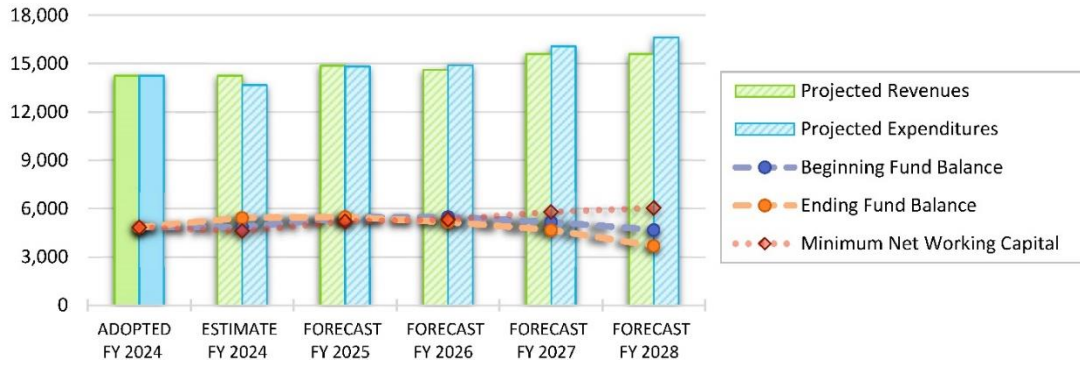 18,000
15,000
12,000
9,000
6,000
3,000
0
ADOPTED
FY 2024
ESTIMATE
FY 2024
FORECAST
FY 2025
FORECAST
FY 2026
FORECAST
FY 2027
FORECAST
FY 2028
Projected Revenues
Projected Expenditures
Beginning Fund Balance
Ending Fund Balance
Minimum Net Working Capital